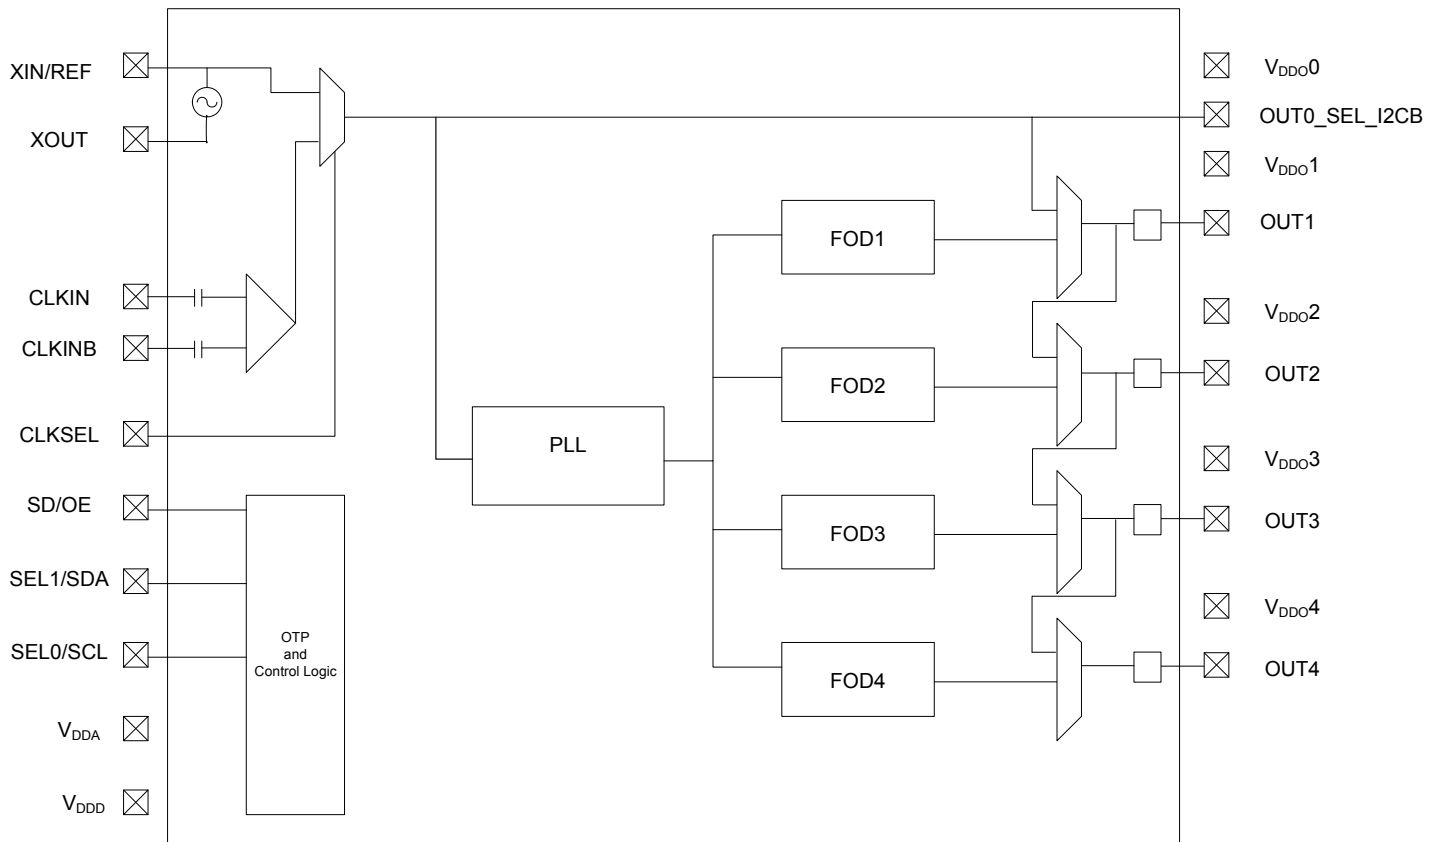 XIN/REF
XOUT
CLKIN
CLKINB
CLKSEL
SD/OE
SEL1/SDA
SEL0/SCL
VDDA
VDDD
OTP
and
Control Logic
PLL
FOD1
FOD2
FOD3
FOD4
VDDO0
OUT0_SEL_I2CB
VDDO1
OUT1
VDDO2
OUT2
VDDO3
OUT3
VDDO4
OUT4